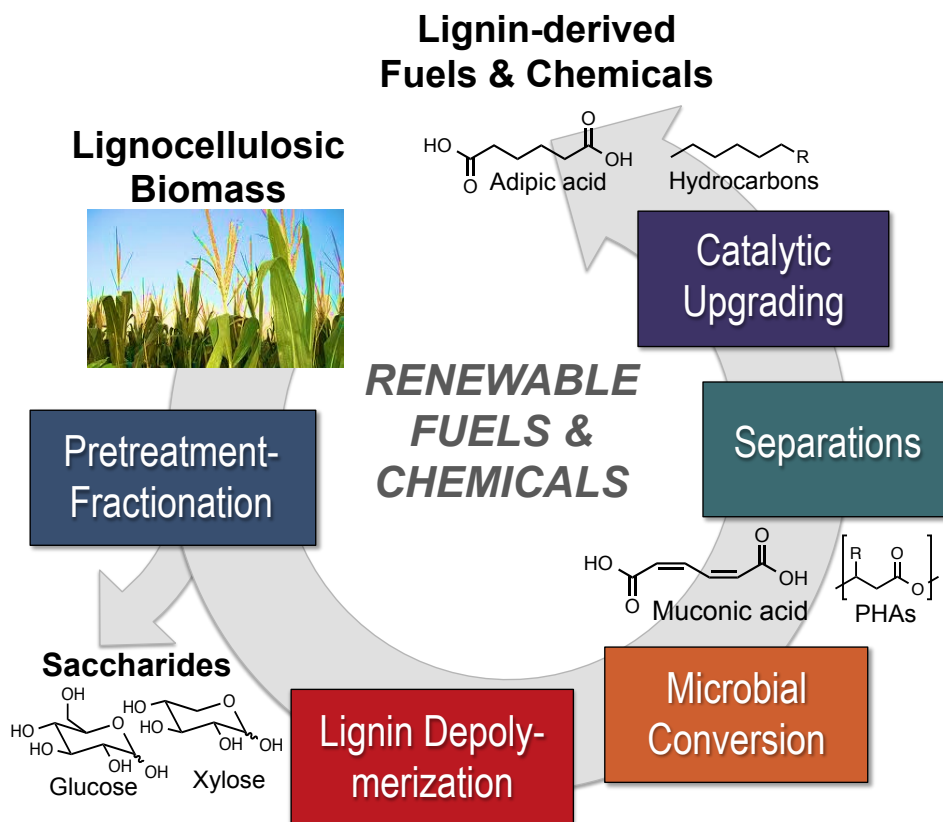 Lignin-derived
Fuels & Chemicals
HO
O
O
OH
Adipic acid
R
Hydrocarbons
Lignocellulosic
Biomass
Catalytic
Upgrading
RENEWABLE
FUELS &
CHEMICALS
Separations
Pretreatment-
Fractionation
HO
O
O
OH
Muconic acid
R
O
O
PHAs
Saccharides
OH
O
HO
HO
OH
OH
Glucose
O
HO
HO
OH
OH
Xylose
Lignin Depoly-
merization
Microbial
Conversion